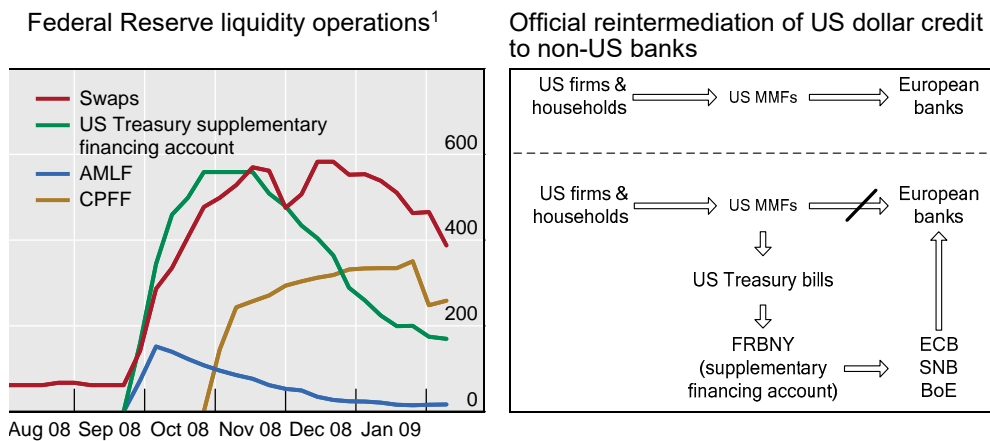 Federal Reserve liquidity operations1
Swaps
US Treasury supplementary
financing account
AMLF
CPFF
600
400
200
0
Aug 08 Sep 08 Oct 08 Nov 08 Dec 08 Jan 09
Official reintermediation of US dollar credit
to non-US banks
US firms &
households
US MMFs
European
banks
US firms &
households
US MMFs
European
banks
US Treasury bills
FRBNY
(supplementary
financing account)
ECB
SNB
BoE